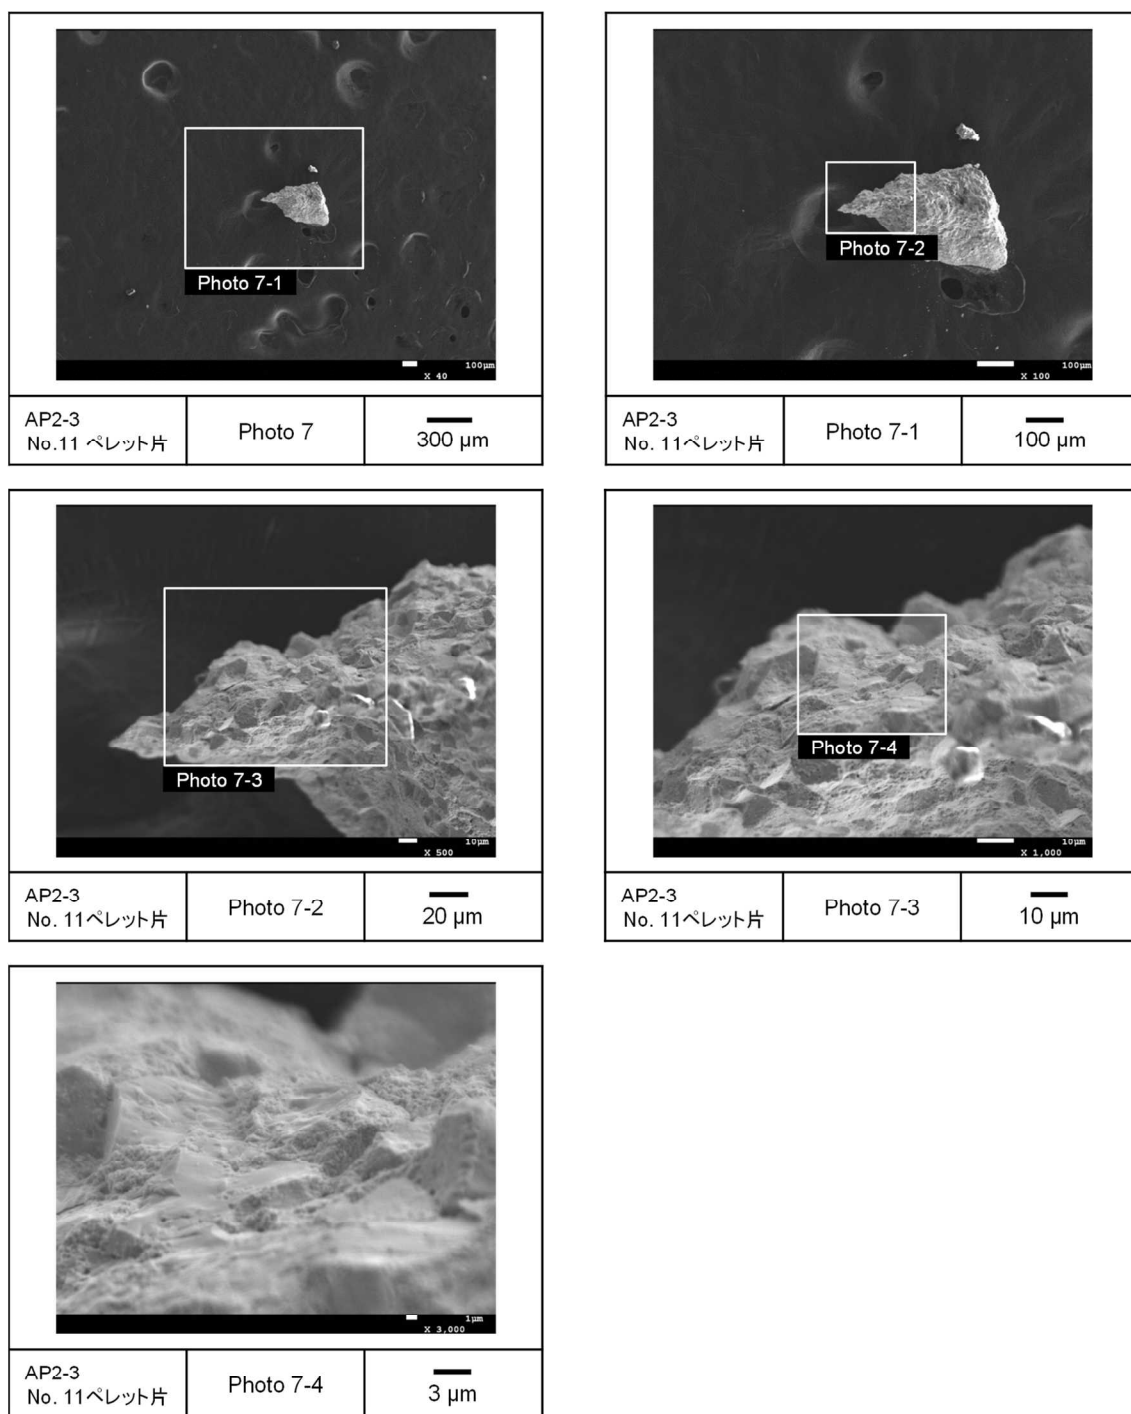 Photo 7-1
100µm
X 40
AP2-3
No.11 ペレット片
Photo 7
300 µm
Photo 7-2
100µm
X 100
AP2-3
No. 11ペレット片
Photo 7-1
100 µm
Photo 7-3
10µm
X 500
AP2-3
No. 11ペレット片
Photo 7-2
20 µm
Photo 7-4
10µm
X 1,000
AP2-3
No. 11ペレット片
Photo 7-3
10 µm
1µm
X 3,000
AP2-3
No. 11ペレット片
Photo 7-4
3 µm